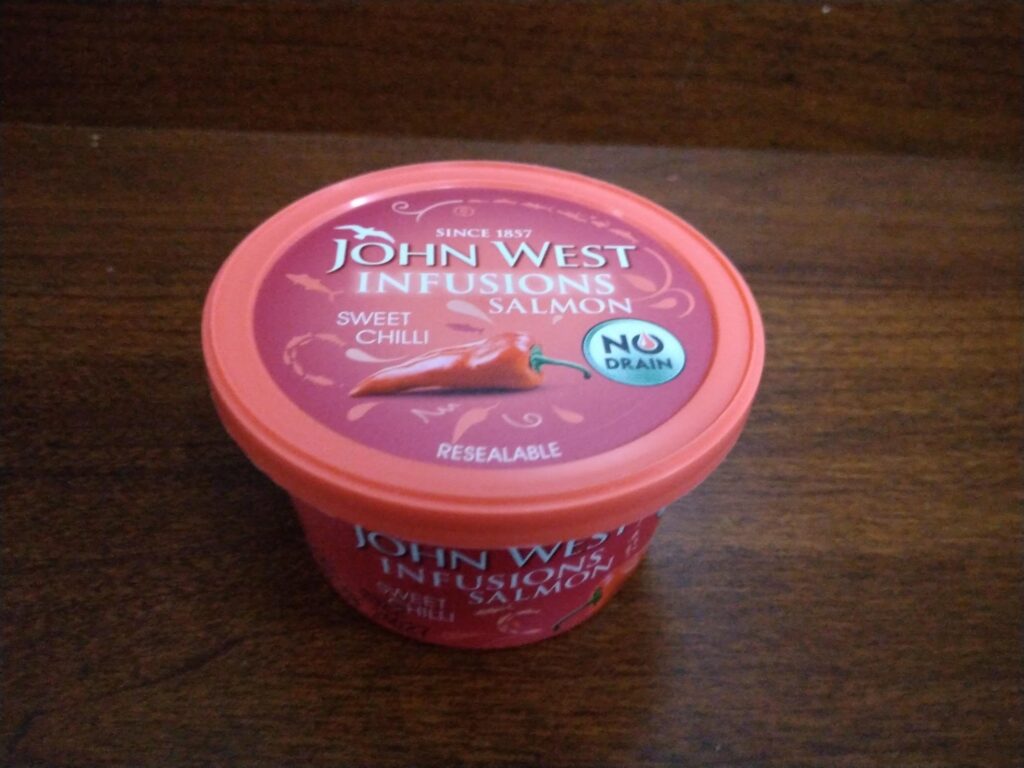 SINCE 1857
JOHN WEST
INFUSIONS
SALMON
SWEET
CHILLI
NO
DRAIN
RESEALABLE
JOHN WEST
INFUSIONS
SALMON
SWEET
CHILLI